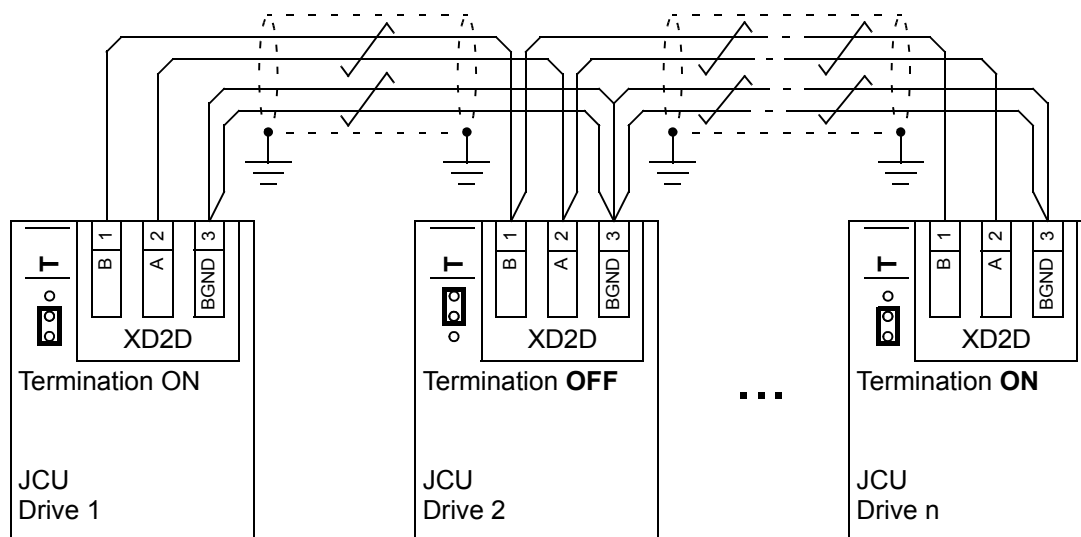 T
1 2 3
B A BGND
XD2D
Termination ON
JCU
Drive 1
T
1 2 3
B A BGND
XD2D
Termination OFF
JCU
Drive 2
...
T
1 2 3
B A BGND
XD2D
Termination ON
JCU
Drive n